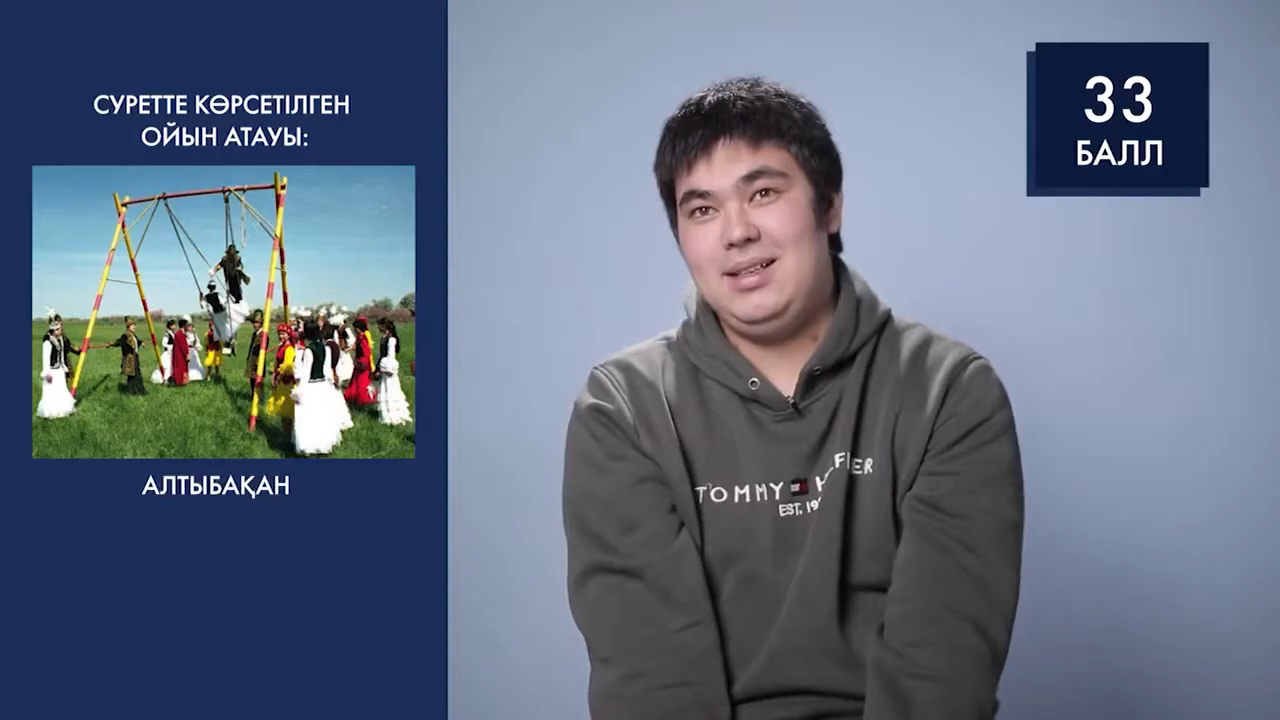 СУРЕТТЕ КӨРСЕТІЛГЕН
ОЙЫН АТАУЫ:
АЛТЫБАҚАН
33
БАЛЛ
TOMMY
EST.